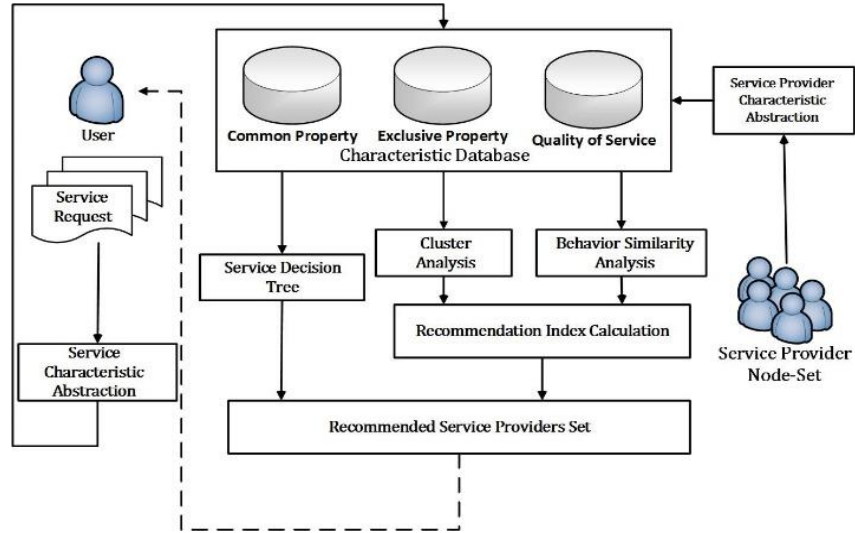 User
Service
Request
Service
Characteristic
Abstraction
Common Property
Exclusive Property
Quality of Service
Characteristic Database
Service Provider
Characteristic
Abstraction
Service Decision
Tree
Cluster
Analysis
Behavior Similarity
Analysis
Recommendation Index Calculation
Recommended Service Providers Set
Service Provider
Node-Set